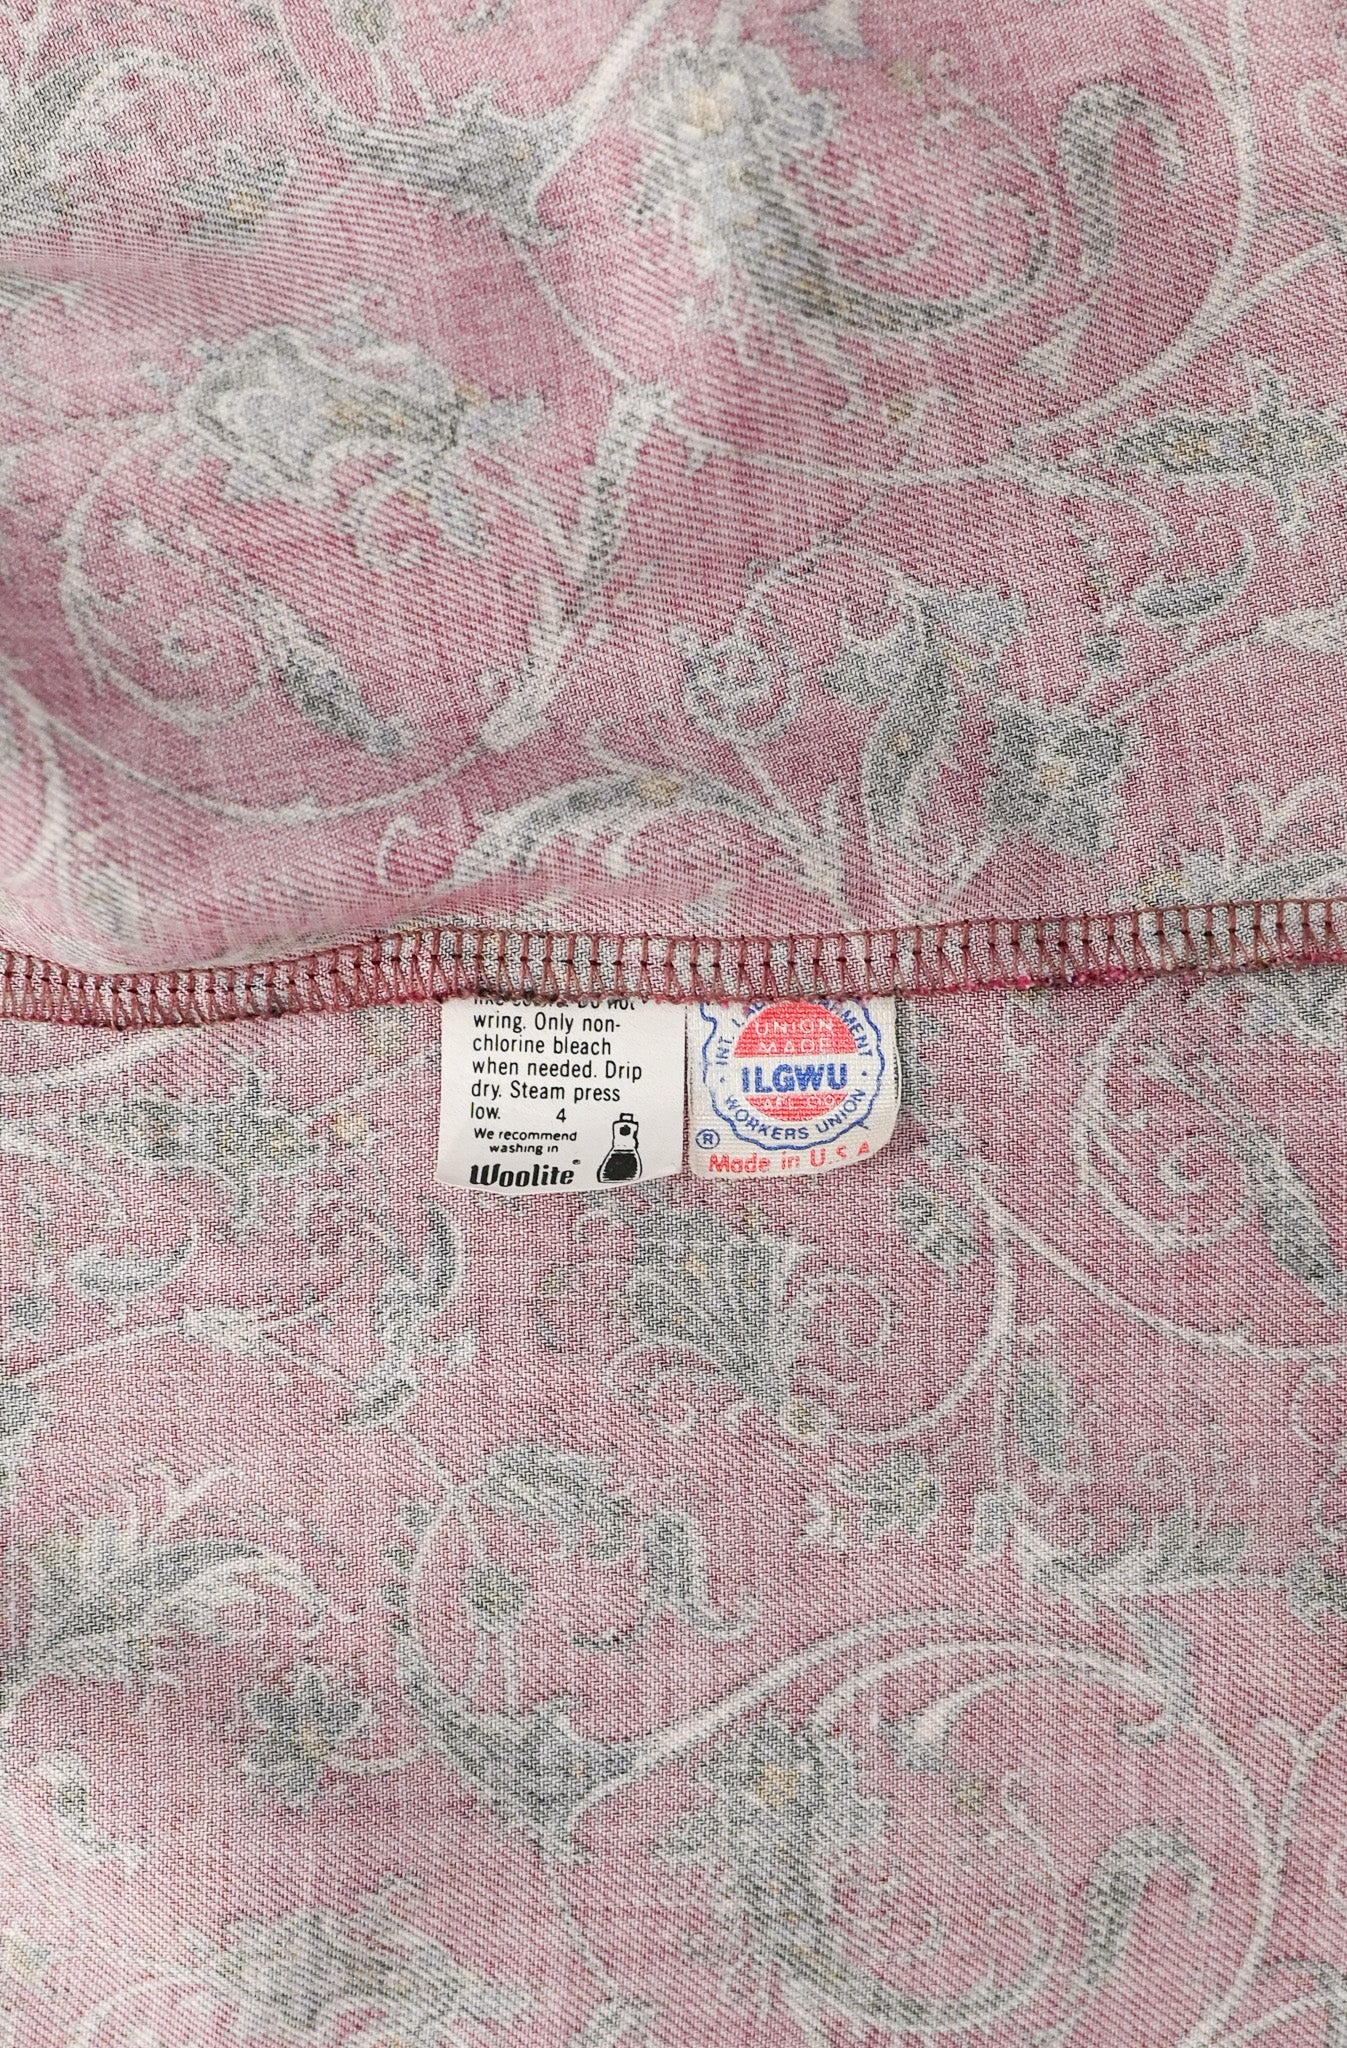 wring. Only non-
chlorine bleach
when needed. Drip
dry. Steam press
low. 4
We recommend
washing in
Woolite®
UNION
MADE
ILGWU
WORKERS UNION
®
Made in U.S.A